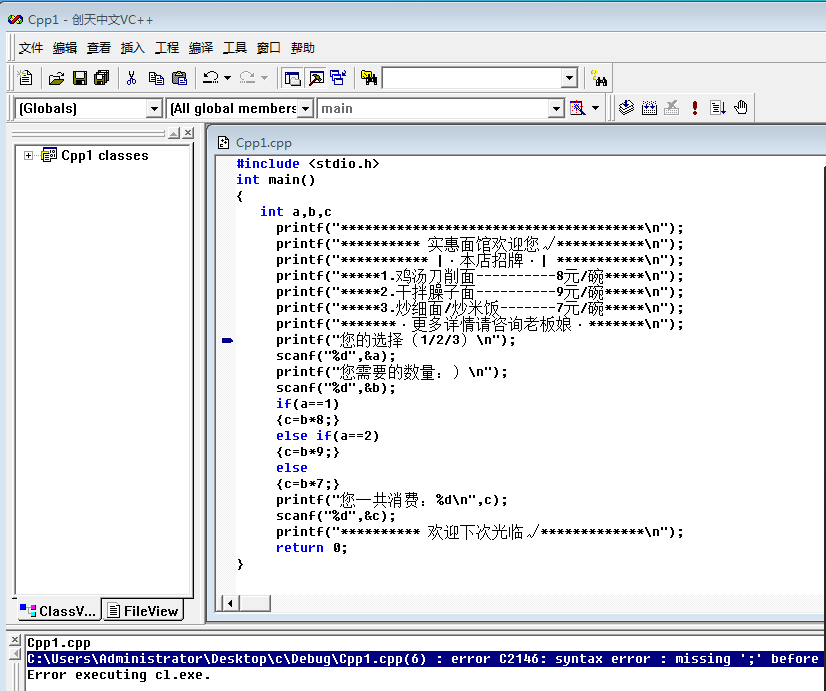 Cpp1 - 创天中文VC++
文件 编辑 查看 插入 工程 编译 工具 窗口 帮助
(Globals) (All global members main
Cpp1 classes
Cpp1.cpp
#include <stdio.h>
int main()
{
int a,b,c
printf("**************************************\n");
printf("********** 实惠面馆欢迎您√***********\n");
printf("*********** |·本店招牌·| ***********\n");
printf("*****1.鸡汤刀削面----------8元/碗*****\n");
printf("*****2.干拌臊子面----------9元/碗*****\n");
printf("*****3.炒细面/炒米饭-------7元/碗*****\n");
printf("*******·更多详情请咨询老板娘·*******\n");
printf("您的选择（1/2/3）\n");
scanf("%d",&a);
printf("您需要的数量：）\n");
scanf("%d",&b);
if(a==1)
{c=b*8;}
else if(a==2)
{c=b*9;}
else
{c=b*7;}
printf("您一共消费：%d\n",c);
scanf("%d",&c);
printf("********** 欢迎下次光临√*************\n");
return 0;
}
ClassV... FileView
Cpp1.cpp
C:\Users\Administrator\Desktop\c\Debug\Cpp1.cpp(6) : error C2146: syntax error : missing ';' before
Error executing cl.exe.